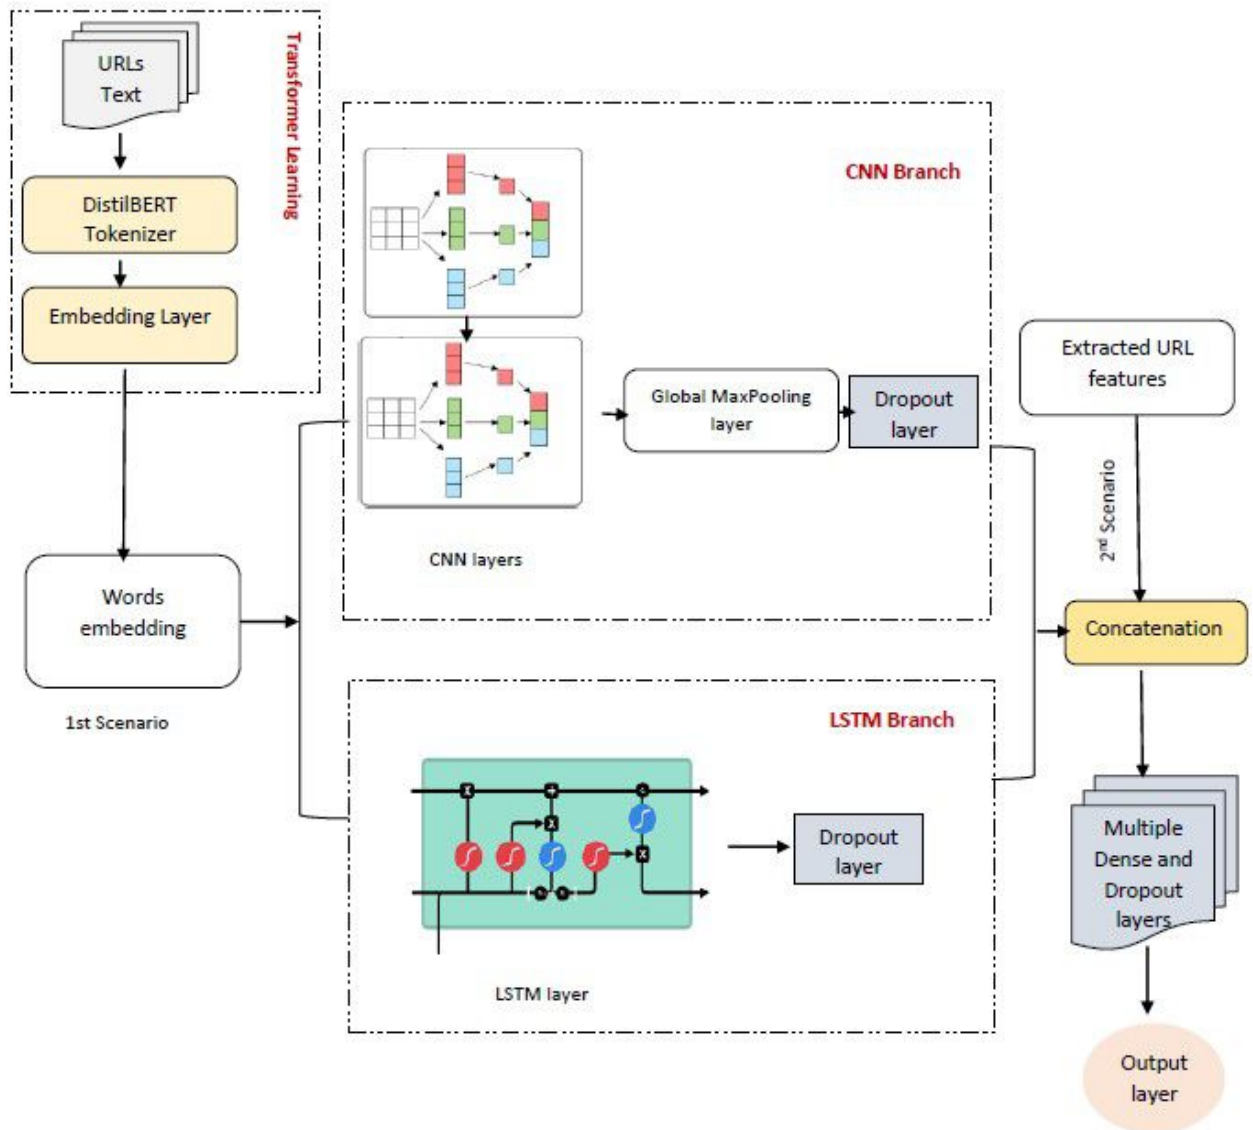 URLs
Text
Transformer Learning
DistilBERT
Tokenizer
Embedding Layer
Words
embedding
1st Scenario
CNN Branch
Global MaxPooling
layer
Dropout
layer
CNN layers
LSTM Branch
Dropout
layer
LSTM layer
Extracted URL
features
2nd Scenario
Concatenation
Multiple
Dense and
Dropout
layers
Output
layer